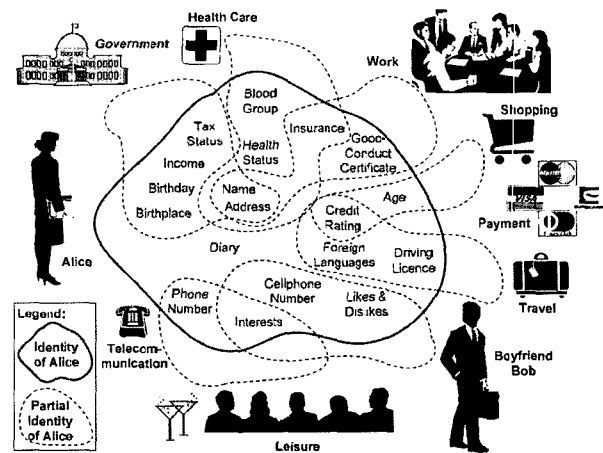 Health Care
Government
Work
Blood
Group
Shopping
Tax
Status
Insurance
Good-
Conduct
Certificate
Health
Status
Income
Birthday
Name
Address
Age
Birthplace
Credit
Rating
Payment
VISA
Diary
Foreign
Languages
Driving
Licence
Alice
Cellphone
Number
Phone
Number
Likes &
Dislikes
Travel
Interests
Legend:
Identity
of Alice
Telecom-
munication
Boyfriend
Bob
Partial
Identity
of Alice
Leisure